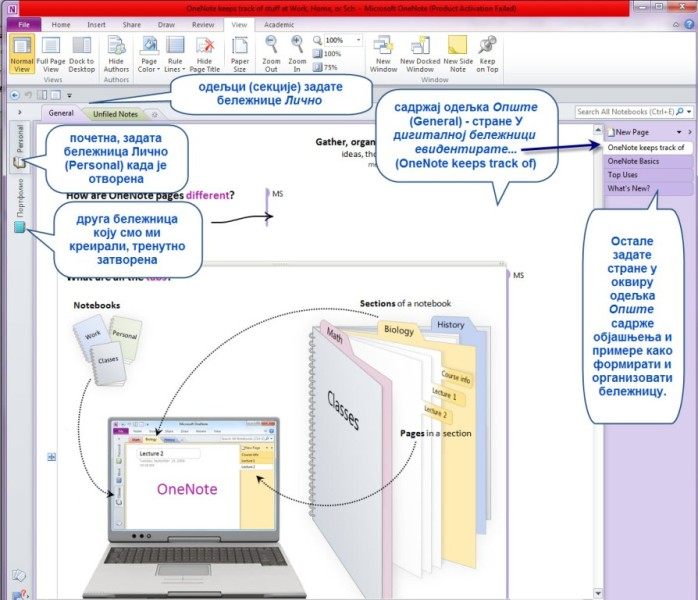 OneNote keeps track of stuff at Work, Home, or Sch - Microsoft OneNote (Product Activation Failed)
File Home Insert Share Draw Review View Academic
Normal View
Full Page View
Dock to Desktop
Views
Hide Authors
Authors
Page Color
Rule Lines
Hide Page Title
Page Setup
Zoom Out
Zoom In
100%
100%
75%
Paper Size
Zoom
New Window
New Docked Window
New Side Note
Keep on Top
Window
одељци (секције) задате
бележнице Лично
General Unfiled Notes
Search All Notebooks (Ctrl+E)
Personal
Портфолио
почетна, задата
бележница Лично
(Personal) када је
отворена
садржај одељка Опште
(General) - стране У
дигиталној бележници
евидентирате...
(OneNote keeps track of)
New Page
OneNote keeps track of
OneNote Basics
Top Uses
What's New?
Gather, organ
ideas, th
How are OneNote pages different?
MS
друга бележница
коју смо ми
креирали, тренутно
затворена
Остале
задате
стране у
оквиру
одељка
Опште
садрже
објашњења и
примере како
формирати и
организовати
бележницу.
What are all the tabs?
MS
Notebooks
Work
Personal
Classes
Sections of a notebook
Math
Biology
History
Classes
Course info
Lecture 1
Lecture 2
Pages in a section
Lecture 2
OneNote